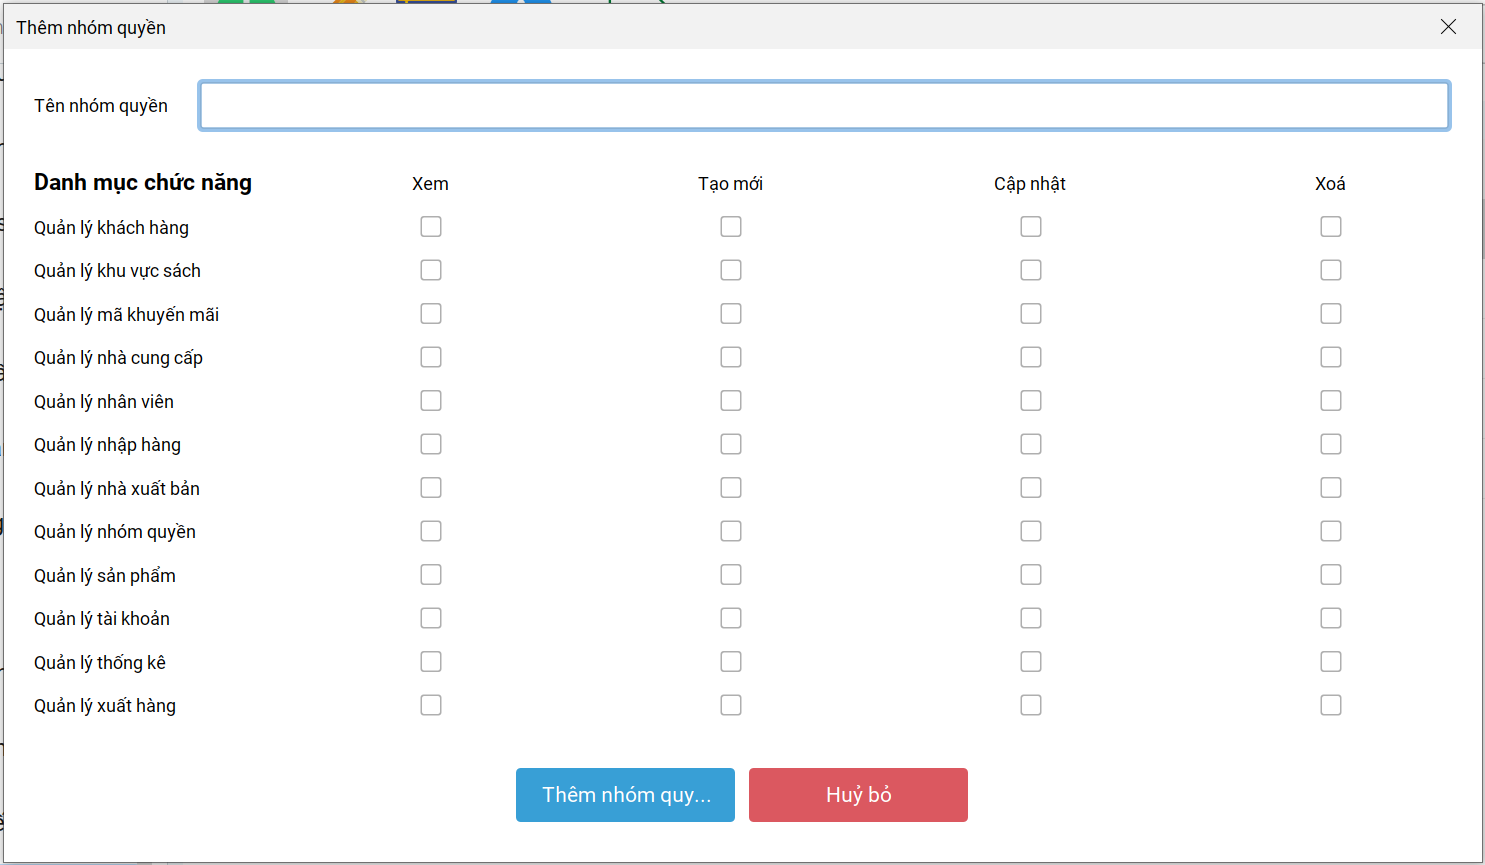 Thêm nhóm quyền
Tên nhóm quyền
Danh mục chức năng Xem Tạo mới Cập nhật Xoá
Quản lý khách hàng
Quản lý khu vực sách
Quản lý mã khuyến mãi
Quản lý nhà cung cấp
Quản lý nhân viên
Quản lý nhập hàng
Quản lý nhà xuất bản
Quản lý nhóm quyền
Quản lý sản phẩm
Quản lý tài khoản
Quản lý thống kê
Quản lý xuất hàng
Thêm nhóm quy... Huỷ bỏ